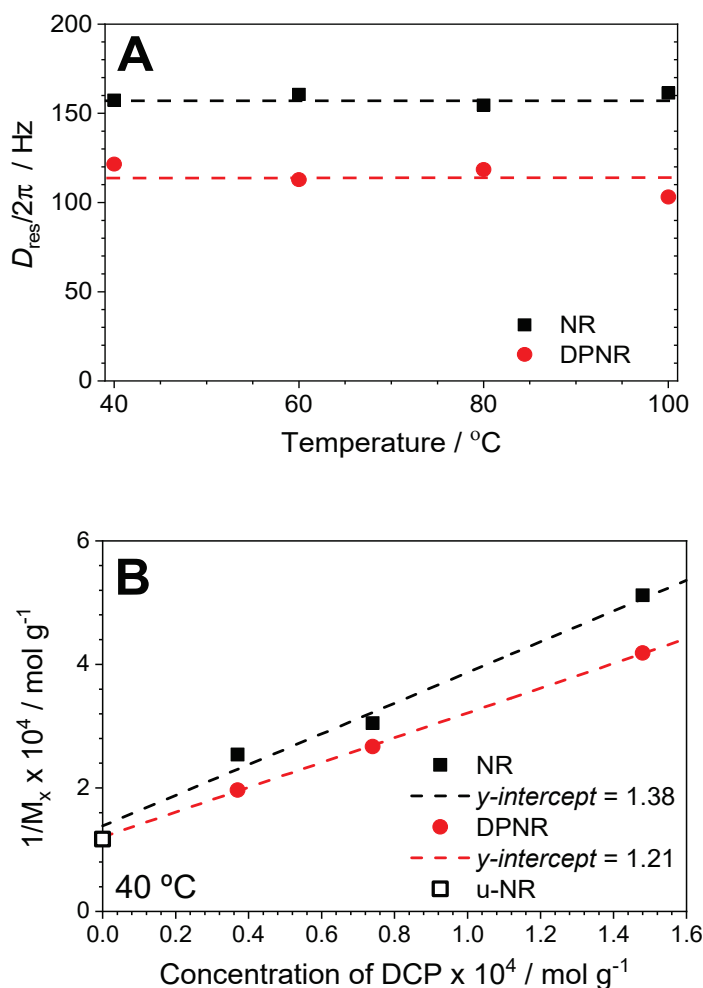 A
200
150
100
50
0
D_res/2π / Hz
NR
DPNR
40
60
80
100
Temperature / °C
B
6
4
2
0
1/M_x x 10^4 / mol g^-1
NR
y-intercept = 1.38
DPNR
y-intercept = 1.21
u-NR
40 ºC
0.0 0.2 0.4 0.6 0.8 1.0 1.2 1.4 1.6
Concentration of DCP x 10^4 / mol g^-1